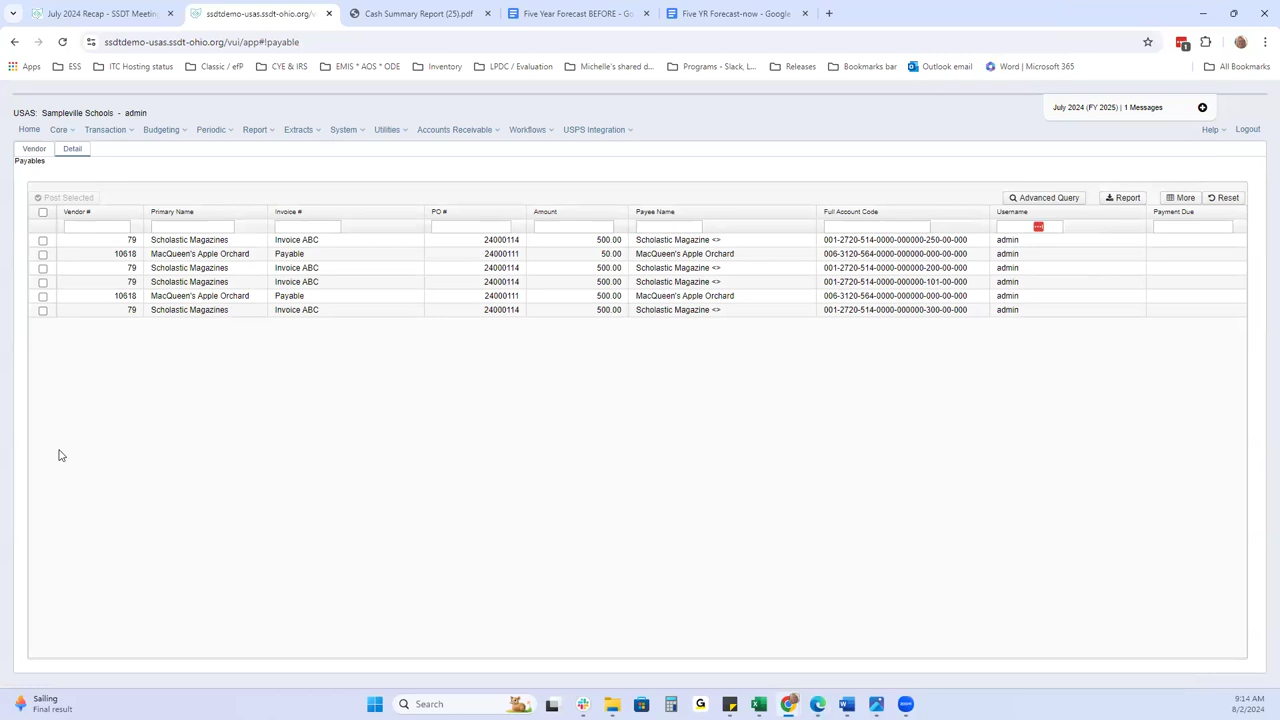 July 2024 Recap - SSDT Meetin
ssdtdemo-usas.ssdt-ohio.org/v
Cash Summary Report (25).pdf
Five Year Forecast BEFORE - Go
Five YR Forecast-now - Google
ssdtdemo-usas.ssdt-ohio.org/vui/app#!payable
1
Apps ESS ITC Hosting status Classic / efP CYE & IRS EMIS * AOS * ODE Inventory LPDC / Evaluation Michelle's shared d... Programs - Slack, L... Releases Bookmarks bar Outlook email Word | Microsoft 365 All Bookmarks
July 2024 (FY 2025) | 1 Messages
USAS: Sampleville Schools - admin
Home Core Transaction Budgeting Periodic Report Extracts System Utilities Accounts Receivable Workflows USPS Integration Help Logout
Vendor Detail
Payables
Post Selected Advanced Query Report More Reset
Vendor # Primary Name Invoice # PO # Amount Payee Name Full Account Code Username Payment Due
79 Scholastic Magazines Invoice ABC 24000114 500.00 Scholastic Magazine <> 001-2720-514-0000-000000-250-00-000 admin
10618 MacQueen's Apple Orchard Payable 24000111 50.00 MacQueen's Apple Orchard 006-3120-564-0000-000000-000-00-000 admin
79 Scholastic Magazines Invoice ABC 24000114 500.00 Scholastic Magazine <> 001-2720-514-0000-000000-200-00-000 admin
79 Scholastic Magazines Invoice ABC 24000114 500.00 Scholastic Magazine <> 001-2720-514-0000-000000-101-00-000 admin
10618 MacQueen's Apple Orchard Payable 24000111 500.00 MacQueen's Apple Orchard 006-3120-564-0000-000000-000-00-000 admin
79 Scholastic Magazines Invoice ABC 24000114 500.00 Scholastic Magazine <> 001-2720-514-0000-000000-300-00-000 admin
Sailing
Final result
Search
9:14 AM
8/2/2024